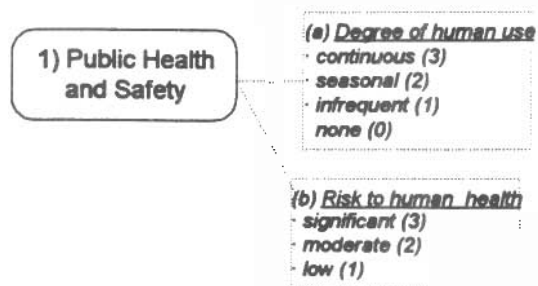 1) Public Health
and Safety
(a) Degree of human use
· continuous (3)
· seasonal (2)
· infrequent (1)
none (0)
(b) Risk to human health
· significant (3)
· moderate (2)
· low (1)